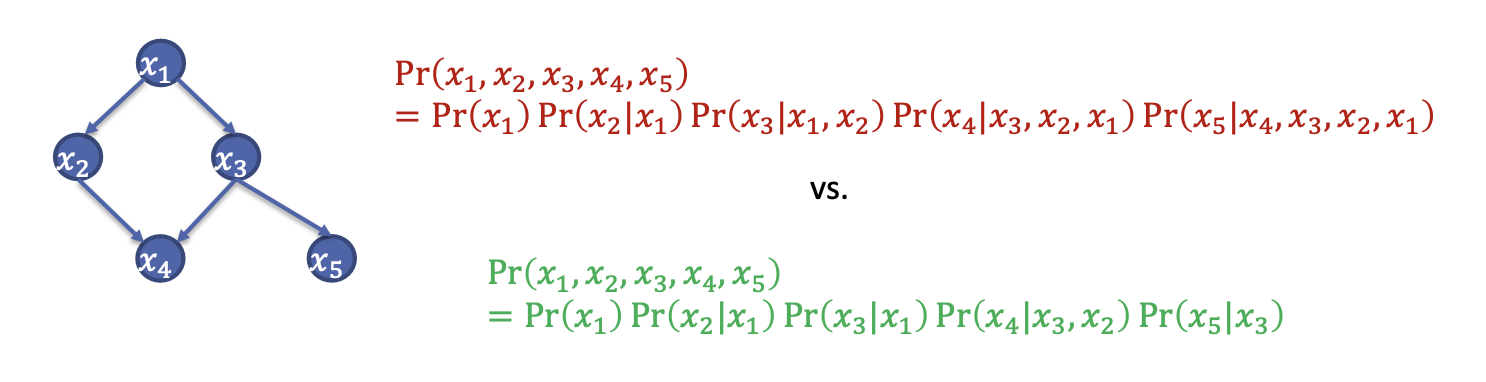 x₁
Pr(x₁, x₂, x₃, x₄, x₅)
= Pr(x₁) Pr(x₂|x₁) Pr(x₃|x₁, x₂) Pr(x₄|x₃, x₂, x₁) Pr(x₅|x₄, x₃, x₂, x₁)
x₂
x₃
vs.
x₄
x₅
Pr(x₁, x₂, x₃, x₄, x₅)
= Pr(x₁) Pr(x₂|x₁) Pr(x₃|x₁) Pr(x₄|x₃, x₂) Pr(x₅|x₃)